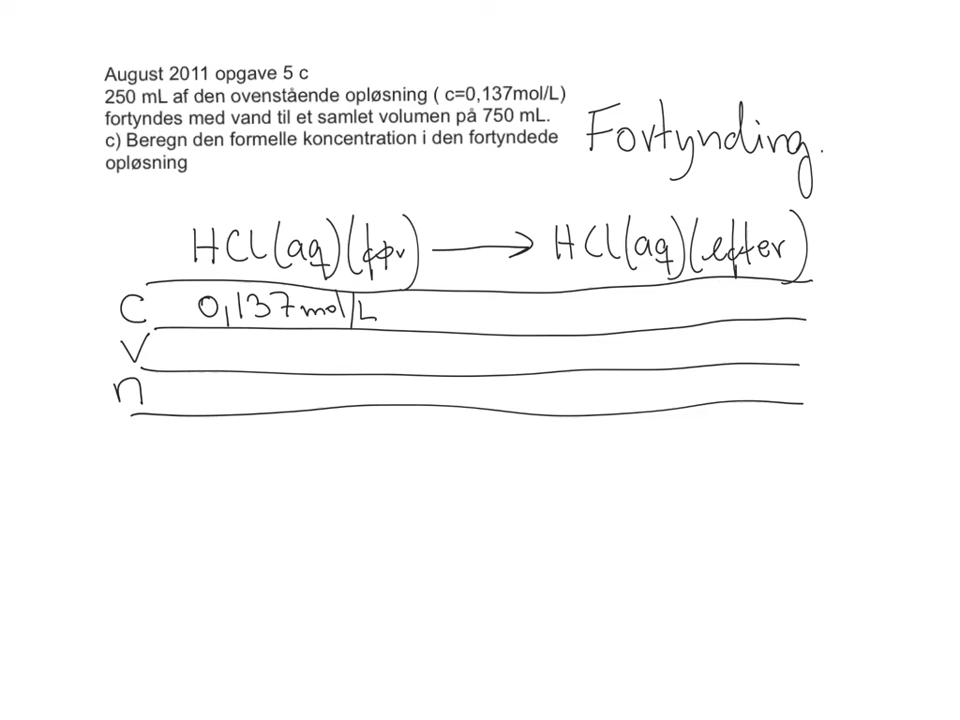 August 2011 opgave 5 c
250 mL af den ovenstående opløsning ( c=0,137mol/L)
fortyndes med vand til et samlet volumen på 750 mL.
c) Beregn den formelle koncentration i den fortyndede
opløsning
Fortynding.
HCl(aq)(før) → HCl(aq)(efter)
C 0,137mol/L
V
n